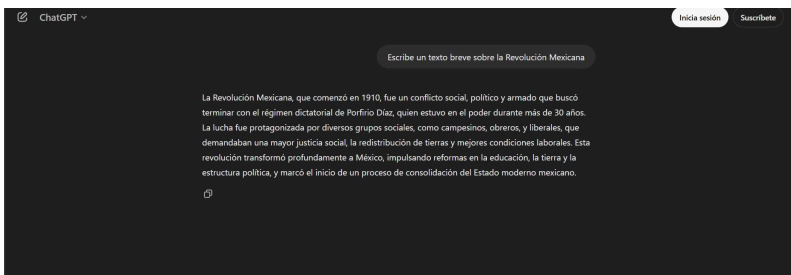 ChatGPT
Inicia sesión
Suscríbete
Escribe un texto breve sobre la Revolución Mexicana
La Revolución Mexicana, que comenzó en 1910, fue un conflicto social, político y armado que buscó
terminar con el régimen dictatorial de Porfirio Díaz, quien estuvo en el poder durante más de 30 años.
La lucha fue protagonizada por diversos grupos sociales, como campesinos, obreros, y liberales, que
demandaban una mayor justicia social, la redistribución de tierras y mejores condiciones laborales. Esta
revolución transformó profundamente a México, impulsando reformas en la educación, la tierra y la
estructura política, y marcó el inicio de un proceso de consolidación del Estado moderno mexicano.